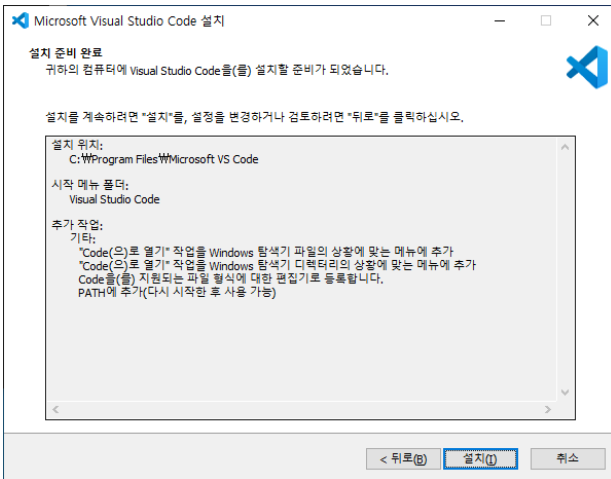 Microsoft Visual Studio Code 설치
설치 준비 완료
귀하의 컴퓨터에 Visual Studio Code을(를) 설치할 준비가 되었습니다.
설치를 계속하려면 "설치"를, 설정을 변경하거나 검토하려면 "뒤로"를 클릭하십시오.
설치 위치:
C:₩Program Files₩Microsoft VS Code
시작 메뉴 폴더:
Visual Studio Code
추가 작업:
기타:
"Code(으)로 열기" 작업을 Windows 탐색기 파일의 상황에 맞는 메뉴에 추가
"Code(으)로 열기" 작업을 Windows 탐색기 디렉터리의 상황에 맞는 메뉴에 추가
Code을(를) 지원되는 파일 형식에 대한 편집기로 등록합니다.
PATH에 추가(다시 시작한 후 사용 가능)
< 뒤로(B)
설치(I)
취소